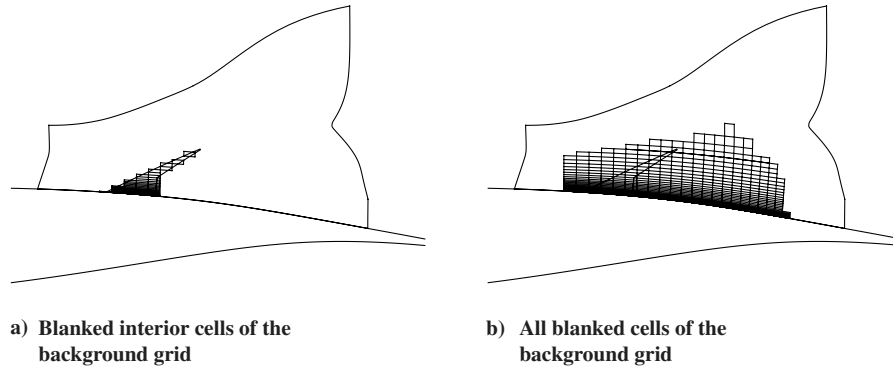 a) Blanked interior cells of the
background grid
b) All blanked cells of the
background grid